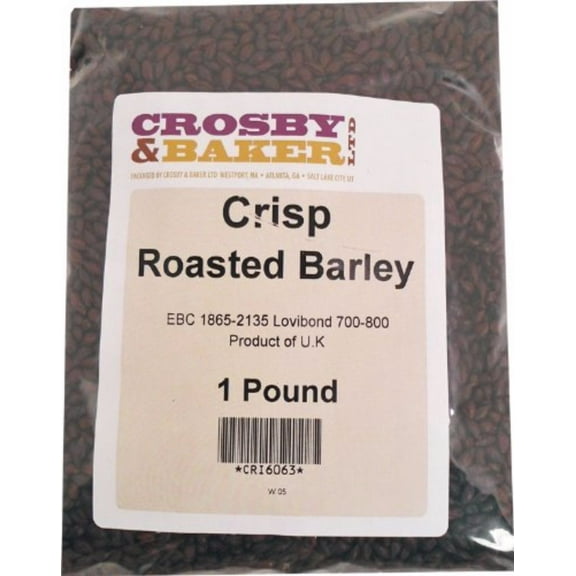 CROSBY
& BAKER LTD
PACKAGED BY CROSBY & BAKER LTD WESTPORT, MA • ATLANTA, GA • SALT LAKE CITY, UT
Crisp
Roasted Barley
EBC 1865-2135 Lovibond 700-800
Product of U.K
1 Pound
*CRI6063*
W 05